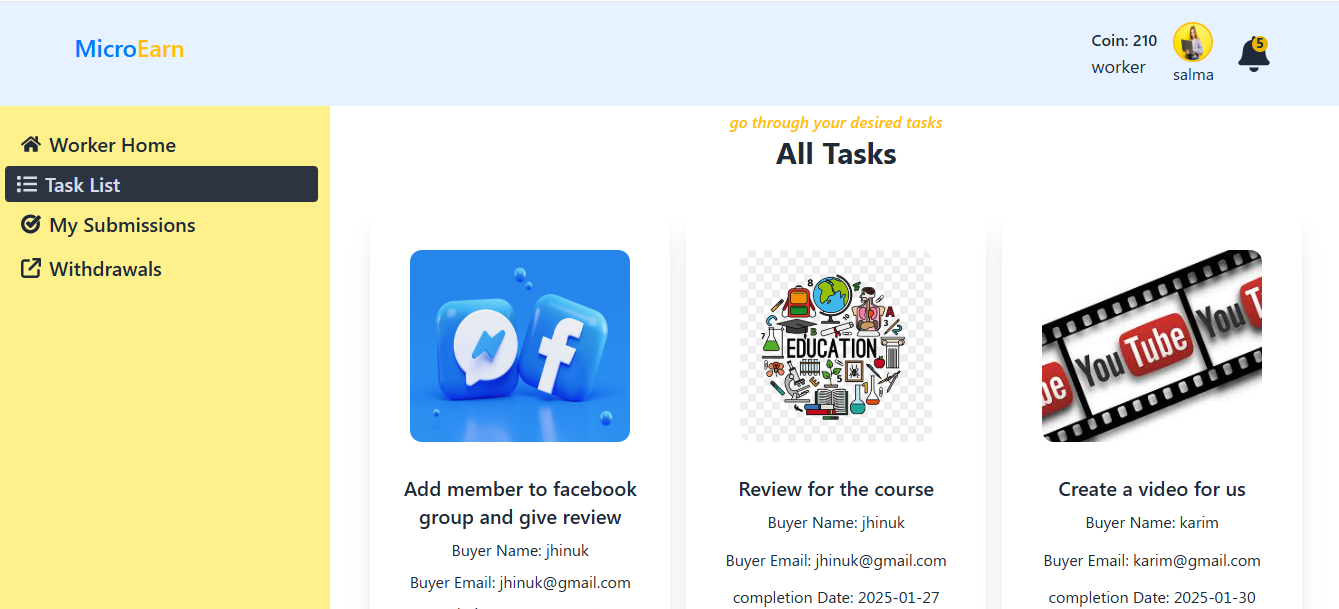 MicroEarn
Coin: 210
worker
salma
5
Worker Home
Task List
My Submissions
Withdrawals
go through your desired tasks
All Tasks
EDUCATION
YouTube
You
be
Add member to facebook
group and give review
Buyer Name: jhinuk
Buyer Email: jhinuk@gmail.com
Review for the course
Buyer Name: jhinuk
Buyer Email: jhinuk@gmail.com
completion Date: 2025-01-27
Create a video for us
Buyer Name: karim
Buyer Email: karim@gmail.com
completion Date: 2025-01-30